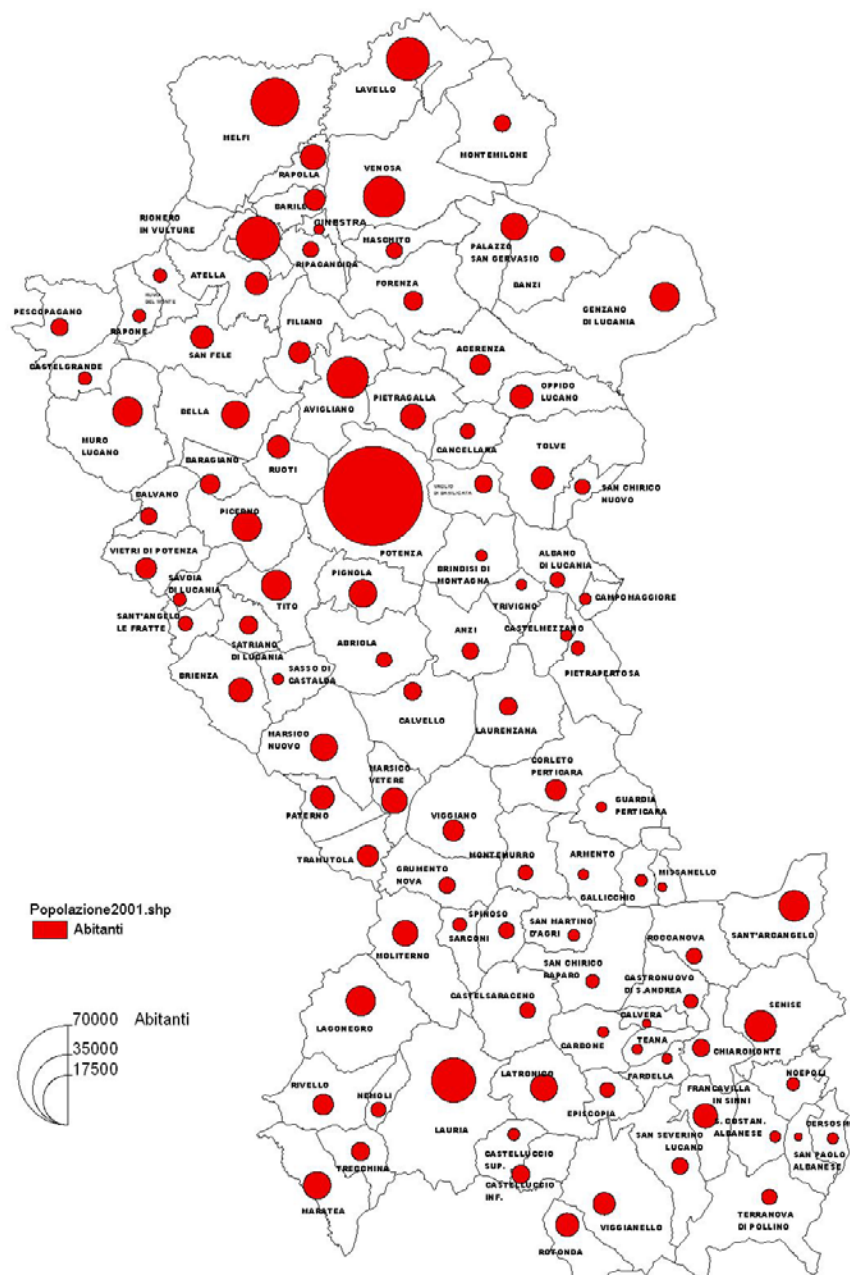 LAVELLO
MELFI
MONTEMILONE
RAPOLLA
VENOSA
BARILE
RIONERO
IN VULTURE
GINESTRA
MASCHITO
PALAZZO
SAN GERVASIO
RIPACANDIDA
ATELLA
BANZI
FORENZA
GENZANO
DI LUCANIA
RUVO
DEL MONTE
PESCOPAGANO
RAPONE
FILIANO
SAN FELE
ACERENZA
CASTELGRANDE
OPPIDO
LUCANO
BELLA
AVIGLIANO
PIETRAGALLA
MURO
LUCANO
CANCELLARA
TOLVE
BARAGIANO
RUOTI
SAN CHIRICO
NUOVO
VAGLIO
DI BASILICATA
BALVANO
PICERNO
VIETRI DI POTENZA
POTENZA
ALBANO
DI LUCANIA
BRINDISI DI
MONTAGNA
PIGNOLA
SAVOIA
DI LUCANIA
TITO
TRIVIGNO
CAMPOMAGGIORE
SANT'ANGELO
LE FRATTE
ANZI
CASTELMEZZANO
SATRIANO
DI LUCANIA
ABRIOLA
PIETRAPERTOSA
BRIENZA
SASSO DI
CASTALDA
CALVELLO
LAURENZANA
MARSICO
NUOVO
CORLETO
PERTICARA
MARSICO
VETERE
GUARDIA
PERTICARA
PATERNO
VIGGIANO
TRAMUTOLA
MONTEMURRO
ARMENTO
GRUMENTO
NOVA
GALLICCHIO
MISSANELLO
Popolazione2001.shp
Abitanti
SPINOSO
SARCONI
SAN MARTINO
D'AGRI
ROCCANOVA
SANT'ARCANGELO
MOLITERNO
SAN CHIRICO
RAPARO
CASTRONUOVO
DI S.ANDREA
CASTELSARACENO
SENISE
LAGONEGRO
CALVERA
70000 Abitanti
35000
17500
CARBONE
TEANA
CHIAROMONTE
FARDELLA
LATRONICO
NOEPOLI
RIVELLO
NEMOLI
EPISCOPIA
FRANCAVILLA
IN SINNI
LAURIA
S. COSTAN.
ALBANESE
CERSOSIM
SAN SEVERINO
LUCANO
SAN PAOLO
ALBANESE
CASTELLUCCIO
SUP.
TRECCHINA
CASTELLUCCIO
INF.
MARATEA
VIGGIANELLO
TERRANOVA
DI POLLINO
ROTONDA